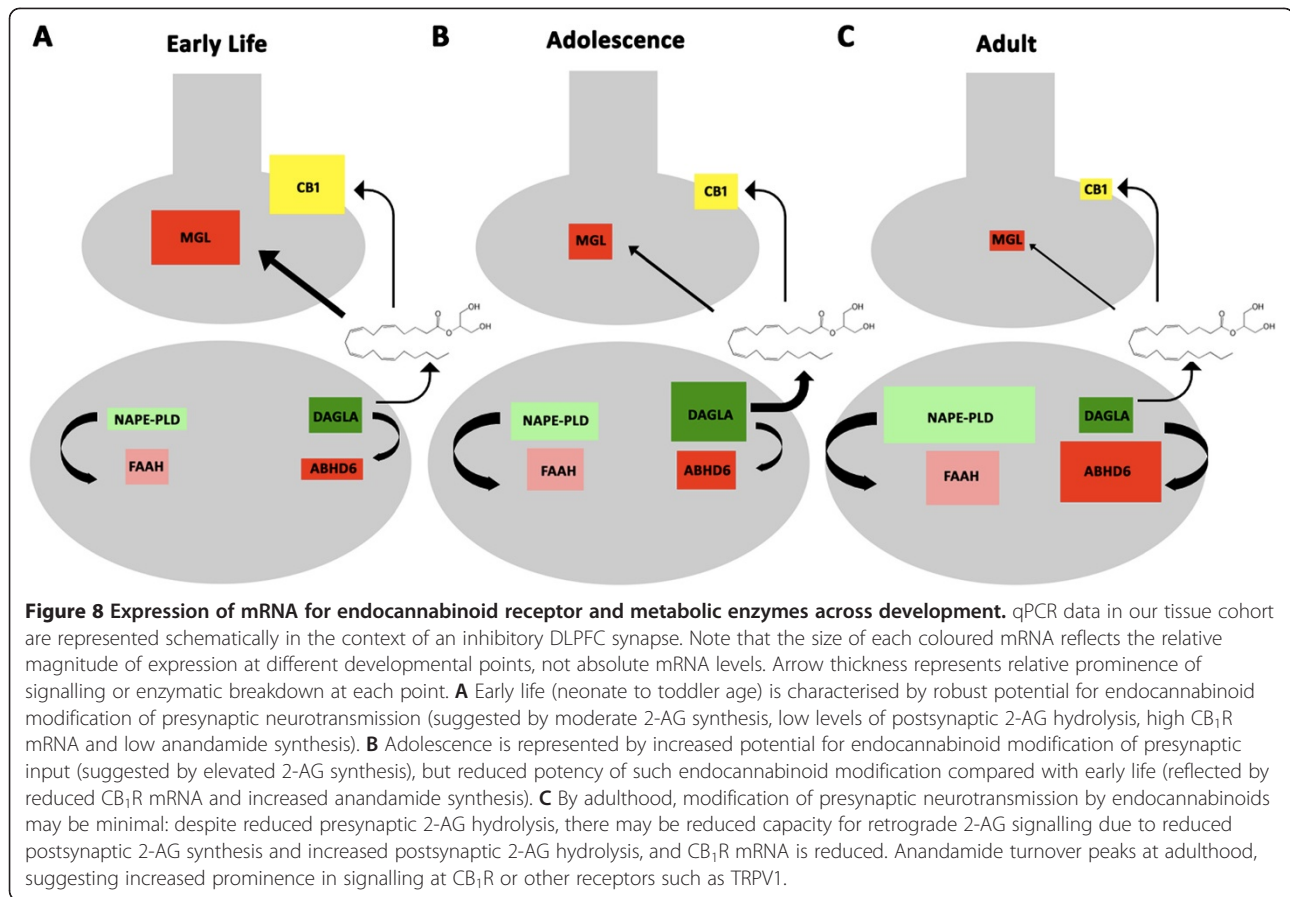 A
Early Life
B
Adolescence
C
Adult
CB1
MGL
OH
O
O
OH
NAPE-PLD
DAGLA
FAAH
ABHD6
CB1
MGL
OH
O
O
OH
NAPE-PLD
DAGLA
FAAH
ABHD6
CB1
MGL
OH
O
O
OH
NAPE-PLD
DAGLA
FAAH
ABHD6
Figure 8 Expression of mRNA for endocannabinoid receptor and metabolic enzymes across development. qPCR data in our tissue cohort
are represented schematically in the context of an inhibitory DLPFC synapse. Note that the size of each coloured mRNA reflects the relative
magnitude of expression at different developmental points, not absolute mRNA levels. Arrow thickness represents relative prominence of
signalling or enzymatic breakdown at each point. A Early life (neonate to toddler age) is characterised by robust potential for endocannabinoid
modification of presynaptic neurotransmission (suggested by moderate 2-AG synthesis, low levels of postsynaptic 2-AG hydrolysis, high CB₁R
mRNA and low anandamide synthesis). B Adolescence is represented by increased potential for endocannabinoid modification of presynaptic
input (suggested by elevated 2-AG synthesis), but reduced potency of such endocannabinoid modification compared with early life (reflected by
reduced CB₁R mRNA and increased anandamide synthesis). C By adulthood, modification of presynaptic neurotransmission by endocannabinoids
may be minimal: despite reduced presynaptic 2-AG hydrolysis, there may be reduced capacity for retrograde 2-AG signalling due to reduced
postsynaptic 2-AG synthesis and increased postsynaptic 2-AG hydrolysis, and CB₁R mRNA is reduced. Anandamide turnover peaks at adulthood,
suggesting increased prominence in signalling at CB₁R or other receptors such as TRPV1.